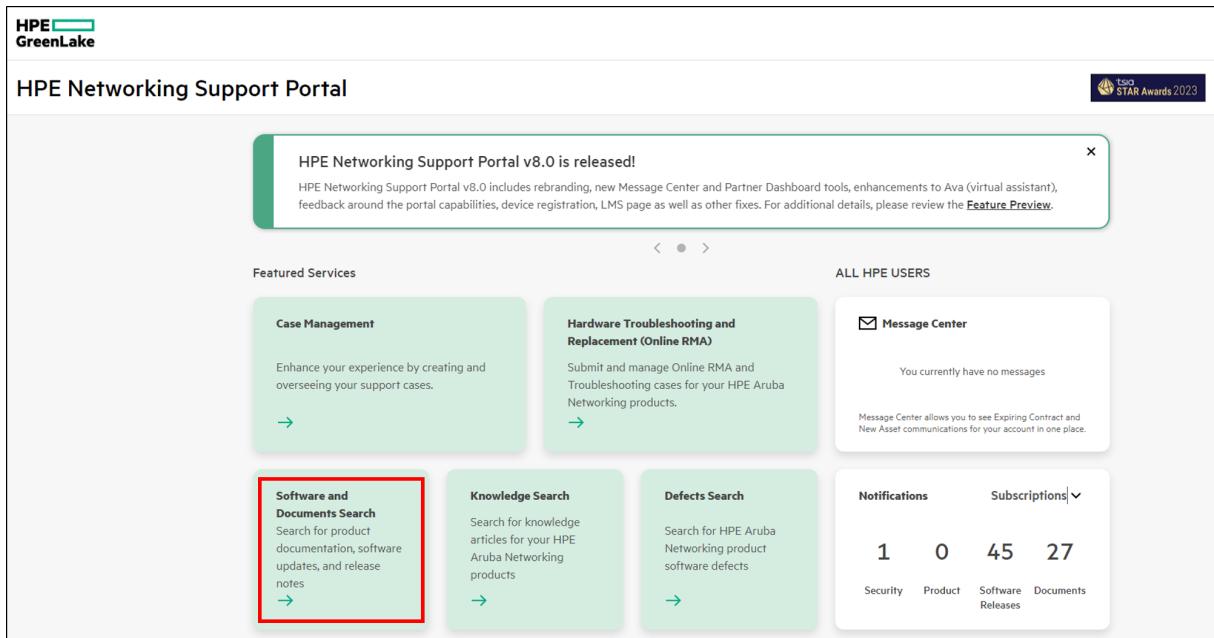 HPE
GreenLake
HPE Networking Support Portal
tsia
STAR Awards 2023
HPE Networking Support Portal v8.0 is released!
HPE Networking Support Portal v8.0 includes rebranding, new Message Center and Partner Dashboard tools, enhancements to Ava (virtual assistant),
feedback around the portal capabilities, device registration, LMS page as well as other fixes. For additional details, please review the Feature Preview.
Featured Services
ALL HPE USERS
Case Management
Enhance your experience by creating and
overseeing your support cases.
Hardware Troubleshooting and
Replacement (Online RMA)
Submit and manage Online RMA and
Troubleshooting cases for your HPE Aruba
Networking products.
Message Center
You currently have no messages
Message Center allows you to see Expiring Contract and
New Asset communications for your account in one place.
Software and
Documents Search
Search for product
documentation, software
updates, and release
notes
Knowledge Search
Search for knowledge
articles for your HPE
Aruba Networking
products
Defects Search
Search for HPE Aruba
Networking product
software defects
Notifications Subscriptions
1 0 45 27
Security Product Software Releases Documents